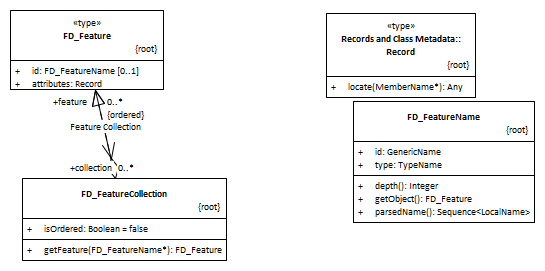 «type»
FD_Feature
{root}
+ id: FD_FeatureName [0..1]
+ attributes: Record
+feature 0..*
{ordered}
Feature Collection
+collection 0..*
FD_FeatureCollection
{root}
+ isOrdered: Boolean = false
+ getFeature(FD_FeatureName*): FD_Feature
«type»
Records and Class Metadata::
Record
{root}
+ locate(MemberName*): Any
FD_FeatureName
{root}
+ id: GenericName
+ type: TypeName
+ depth(): Integer
+ getObject(): FD_Feature
+ parsedName(): Sequence<LocalName>